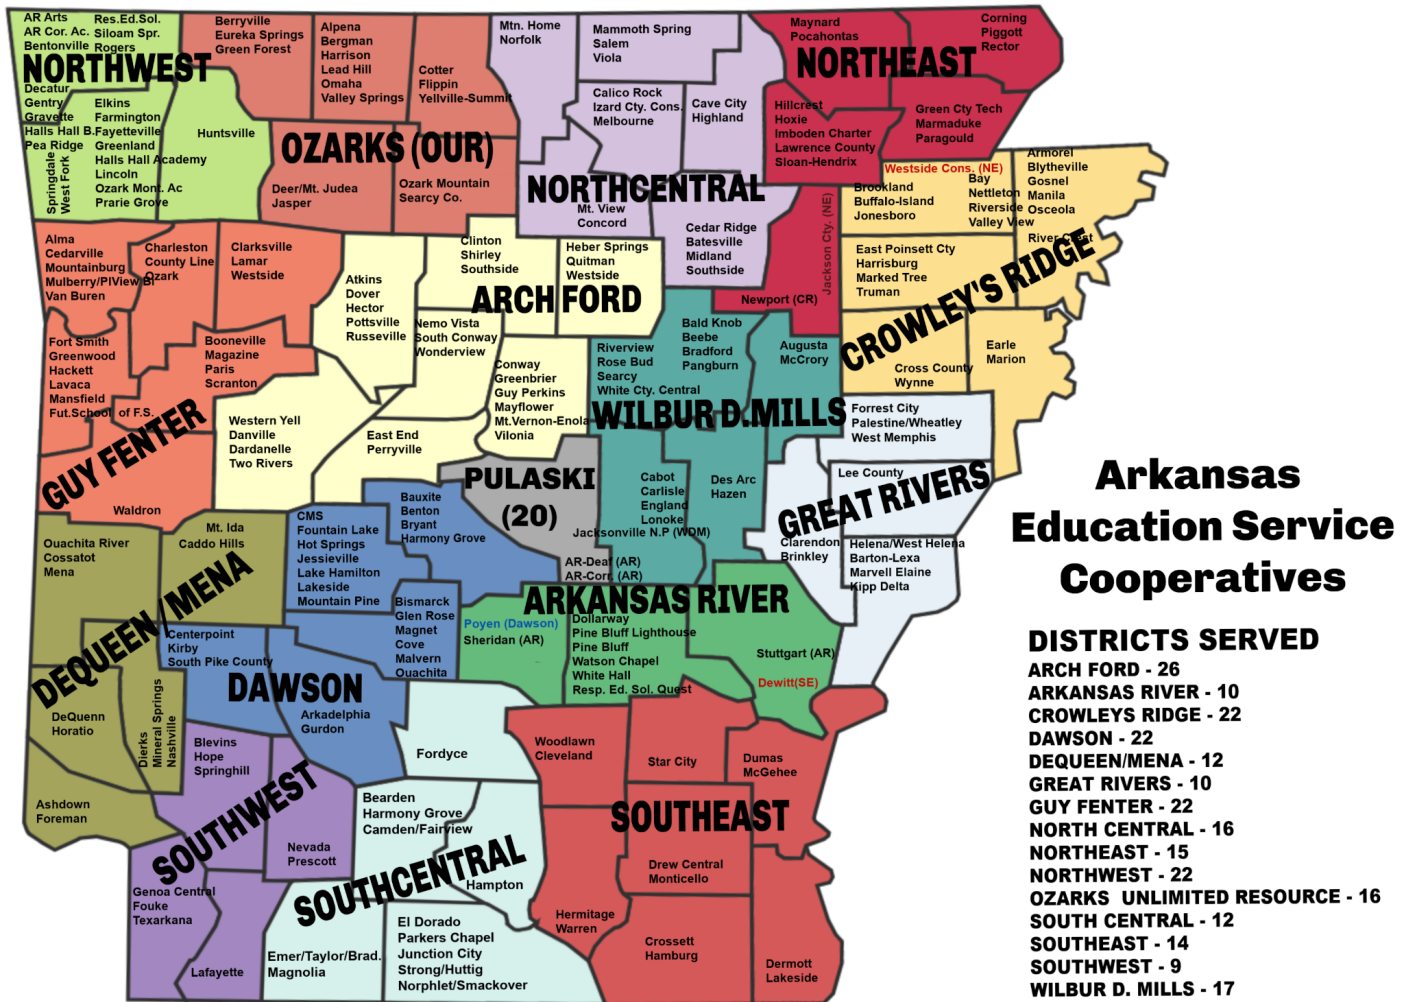 AR Arts
AR Cor. Ac.
Bentonville
Res.Ed.Sol.
Siloam Spr.
Rogers
NORTHWEST
Decatur
Gentry
Gravette
Halls Hall B.
Pea Ridge
Springdale
West Fork
Elkins
Farmington
Fayetteville
Greenland
Halls Hall Academy
Lincoln
Ozark Mont. Ac
Prarie Grove
Huntsville
Berryville
Eureka Springs
Green Forest
Alpena
Bergman
Harrison
Lead Hill
Omaha
Valley Springs
Cotter
Flippin
Yellville-Summit
OZARKS (OUR)
Deer/Mt. Judea
Jasper
Ozark Mountain
Searcy Co.
Mtn. Home
Norfolk
Mammoth Spring
Salem
Viola
Calico Rock
Izard Cty. Cons.
Melbourne
Cave City
Highland
NORTHCENTRAL
Mt. View
Concord
Cedar Ridge
Batesville
Midland
Southside
Maynard
Pocahontas
Corning
Piggott
Rector
NORTHEAST
Hillcrest
Hoxie
Imboden Charter
Lawrence County
Sloan-Hendrix
Green Cty Tech
Marmaduke
Paragould
Jackson Cty. (NE)
Newport (CR)
Westside Cons. (NE)
Brookland
Buffalo-Island
Jonesboro
Bay
Nettleton
Riverside
Valley View
Armorel
Blytheville
Gosnel
Manila
Osceola
River Crest
East Poinsett Cty
Harrisburg
Marked Tree
Truman
CROWLEY'S RIDGE
Cross County
Wynne
Earle
Marion
Alma
Cedarville
Mountainburg
Mulberry/PlView BI
Van Buren
Charleston
County Line
Ozark
Clarksville
Lamar
Westside
Fort Smith
Greenwood
Hackett
Lavaca
Mansfield
Fut.School of F.S.
Booneville
Magazine
Paris
Scranton
GUY FENTER
Waldron
Clinton
Shirley
Southside
Heber Springs
Quitman
Westside
ARCH FORD
Atkins
Dover
Hector
Pottsville
Russeville
Nemo Vista
South Conway
Wonderview
Conway
Greenbrier
Guy Perkins
Mayflower
Mt.Vernon-Enola
Vilonia
Western Yell
Danville
Dardanelle
Two Rivers
East End
Perryville
Riverview
Rose Bud
Searcy
White Cty. Central
Bald Knob
Beebe
Bradford
Pangburn
Augusta
McCrory
WILBUR D.MILLS
Cabot
Carlisle
England
Lonoke
Jacksonville N.P (WDM)
Des Arc
Hazen
PULASKI
(20)
AR-Deaf (AR)
AR-Corr. (AR)
Forrest City
Palestine/Wheatley
West Memphis
Lee County
GREAT RIVERS
Clarendon
Brinkley
Helena/West Helena
Barton-Lexa
Marvell Elaine
Kipp Delta
Ouachita River
Cossatot
Mena
Mt. Ida
Caddo Hills
DEQUEEN/MENA
DeQuenn
Horatio
Dierks
Mineral Springs
Nashville
Ashdown
Foreman
CMS
Fountain Lake
Hot Springs
Jessieville
Lake Hamilton
Lakeside
Mountain Pine
Bauxite
Benton
Bryant
Harmony Grove
Bismarck
Glen Rose
Magnet
Cove
Malvern
Ouachita
Centerpoint
Kirby
South Pike County
DAWSON
Arkadelphia
Gurdon
ARKANSAS RIVER
Poyen (Dawson)
Sheridan (AR)
Dollarway
Pine Bluff Lighthouse
Pine Bluff
Watson Chapel
White Hall
Resp. Ed. Sol. Quest
Stuttgart (AR)
Dewitt(SE)
Blevins
Hope
Springhill
SOUTHWEST
Nevada
Prescott
Genoa Central
Fouke
Texarkana
Lafayette
Fordyce
Bearden
Harmony Grove
Camden/Fairview
SOUTHCENTRAL
Hampton
Emer/Taylor/Brad.
Magnolia
El Dorado
Parkers Chapel
Junction City
Strong/Huttig
Norphlet/Smackover
Woodlawn
Cleveland
Star City
Dumas
McGehee
SOUTHEAST
Drew Central
Monticello
Hermitage
Warren
Crossett
Hamburg
Dermott
Lakeside
Arkansas
Education Service
Cooperatives
DISTRICTS SERVED
ARCH FORD - 26
ARKANSAS RIVER - 10
CROWLEYS RIDGE - 22
DAWSON - 22
DEQUEEN/MENA - 12
GREAT RIVERS - 10
GUY FENTER - 22
NORTH CENTRAL - 16
NORTHEAST - 15
NORTHWEST - 22
OZARKS UNLIMITED RESOURCE - 16
SOUTH CENTRAL - 12
SOUTHEAST - 14
SOUTHWEST - 9
WILBUR D. MILLS - 17